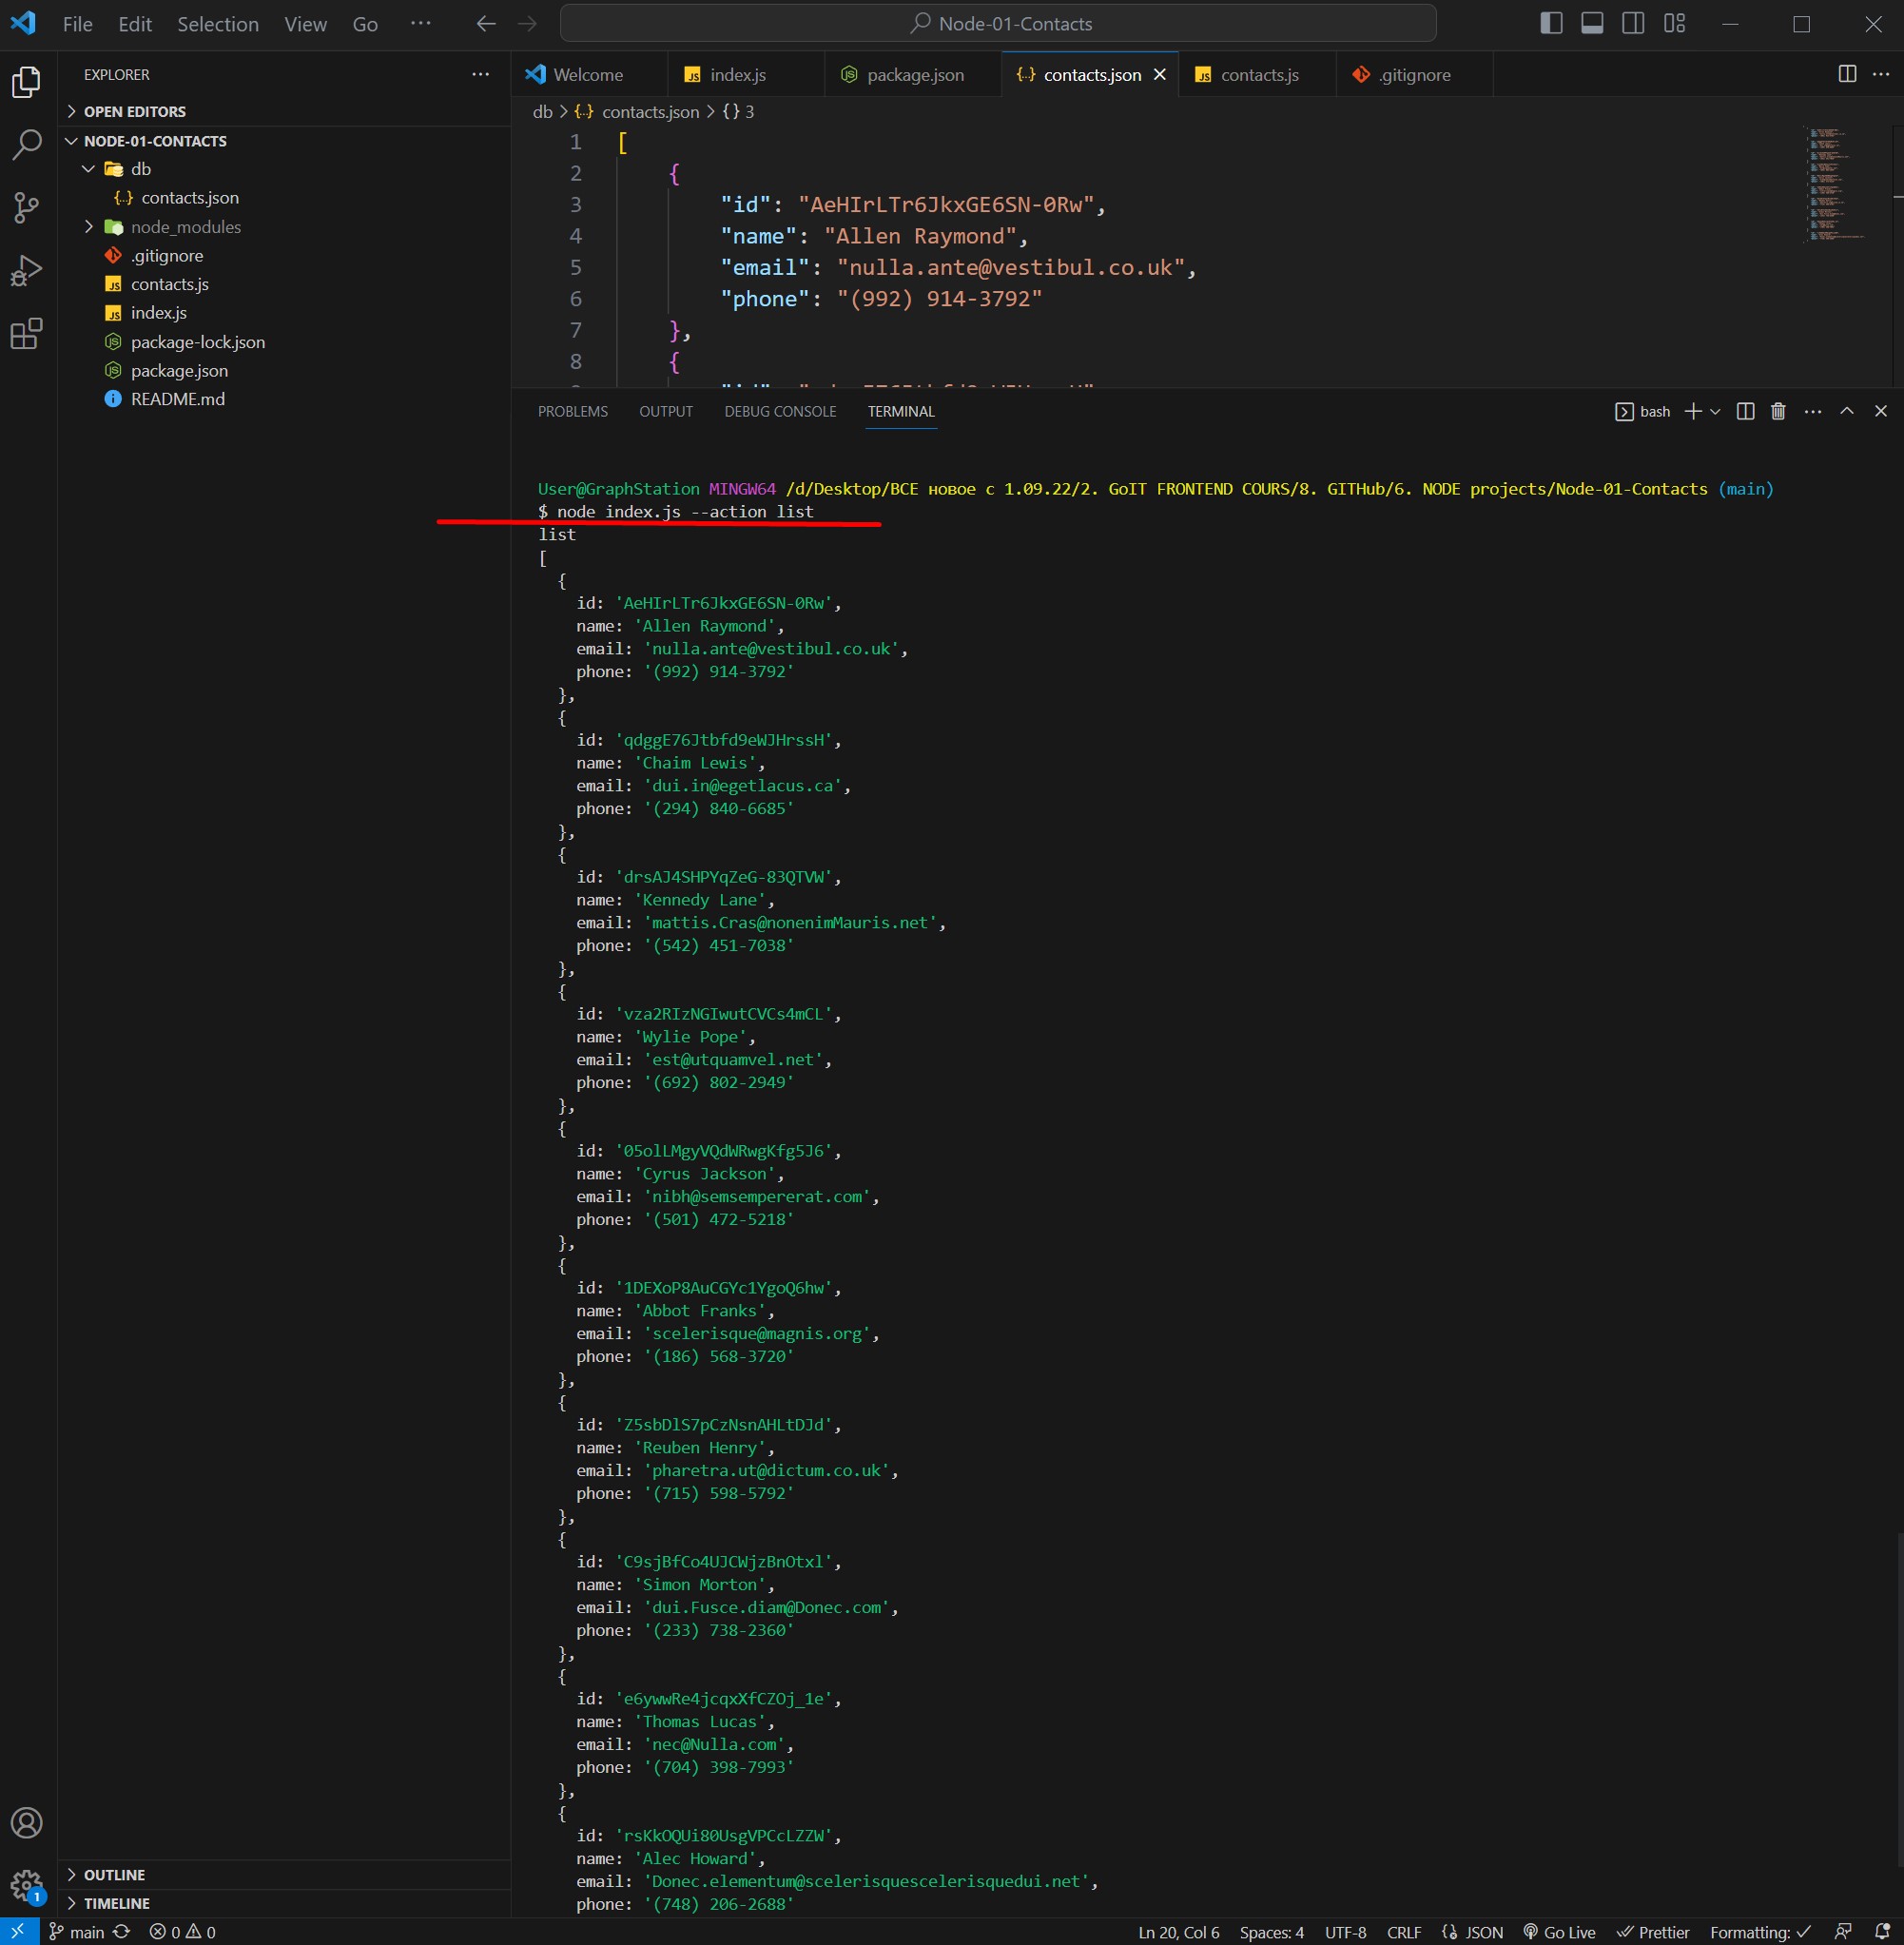 File Edit Selection View Go ··· Node-01-Contacts
EXPLORER
OPEN EDITORS
NODE-01-CONTACTS
db
contacts.json
node_modules
.gitignore
contacts.js
index.js
package-lock.json
package.json
README.md
OUTLINE
TIMELINE
Welcome index.js package.json contacts.json contacts.js .gitignore
db > contacts.json > {} 3
1 [
2 {
3 "id": "AeHIrLTr6JkxGE6SN-0Rw",
4 "name": "Allen Raymond",
5 "email": "nulla.ante@vestibul.co.uk",
6 "phone": "(992) 914-3792"
7 },
8 {
PROBLEMS OUTPUT DEBUG CONSOLE TERMINAL bash
User@GraphStation MINGW64 /d/Desktop/ВСЕ новое с 1.09.22/2. GoIT FRONTEND COURS/8. GITHub/6. NODE projects/Node-01-Contacts (main)
$ node index.js --action list
list
[
{
id: 'AeHIrLTr6JkxGE6SN-0Rw',
name: 'Allen Raymond',
email: 'nulla.ante@vestibul.co.uk',
phone: '(992) 914-3792'
},
{
id: 'qdggE76Jtbfd9eWJHrssH',
name: 'Chaim Lewis',
email: 'dui.in@egetlacus.ca',
phone: '(294) 840-6685'
},
{
id: 'drsAJ4SHPYqZeG-83QTVW',
name: 'Kennedy Lane',
email: 'mattis.Cras@nonenimMauris.net',
phone: '(542) 451-7038'
},
{
id: 'vza2RIzNGIwutCVCs4mCL',
name: 'Wylie Pope',
email: 'est@utquamvel.net',
phone: '(692) 802-2949'
},
{
id: '05olLMgyVQdWRwgKfg5J6',
name: 'Cyrus Jackson',
email: 'nibh@semsempererat.com',
phone: '(501) 472-5218'
},
{
id: '1DEXoP8AuCGYc1YgoQ6hw',
name: 'Abbot Franks',
email: 'scelerisque@magnis.org',
phone: '(186) 568-3720'
},
{
id: 'Z5sbDlS7pCzNsnAHLtDJd',
name: 'Reuben Henry',
email: 'pharetra.ut@dictum.co.uk',
phone: '(715) 598-5792'
},
{
id: 'C9sjBfCo4UJCWjzBnOtxl',
name: 'Simon Morton',
email: 'dui.Fusce.diam@Donec.com',
phone: '(233) 738-2360'
},
{
id: 'e6ywwRe4jcqxXfCZOj_1e',
name: 'Thomas Lucas',
email: 'nec@Nulla.com',
phone: '(704) 398-7993'
},
{
id: 'rsKkOQUi80UsgVPCcLZZW',
name: 'Alec Howard',
email: 'Donec.elementum@scelerisquescelerisquedui.net',
phone: '(748) 206-2688'
1
main 0 0 Ln 20, Col 6 Spaces: 4 UTF-8 CRLF JSON Go Live Prettier Formatting: